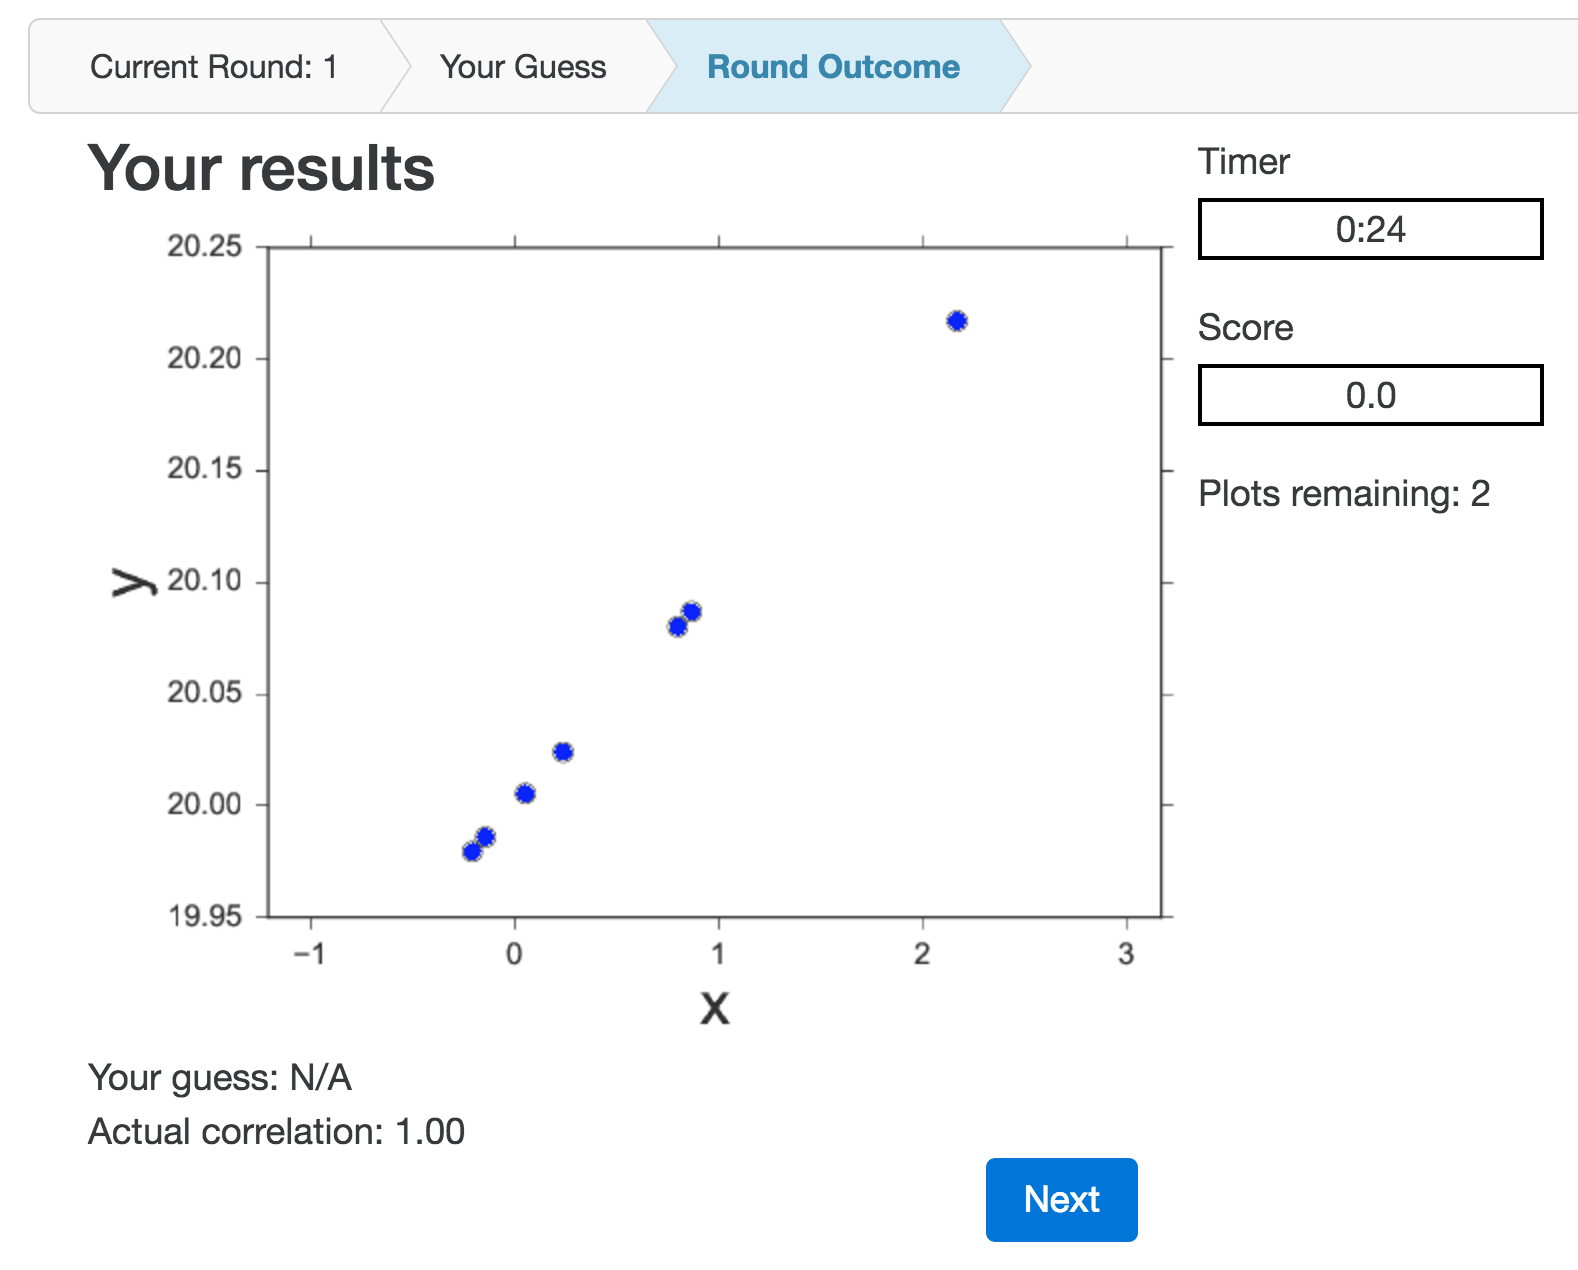 Current Round: 1
Your Guess
Round Outcome
Your results
Timer
0:24
Score
0.0
Plots remaining: 2
20.25
20.20
20.15
20.10
20.05
20.00
19.95
y
−1
0
1
2
3
x
Your guess: N/A
Actual correlation: 1.00
Next